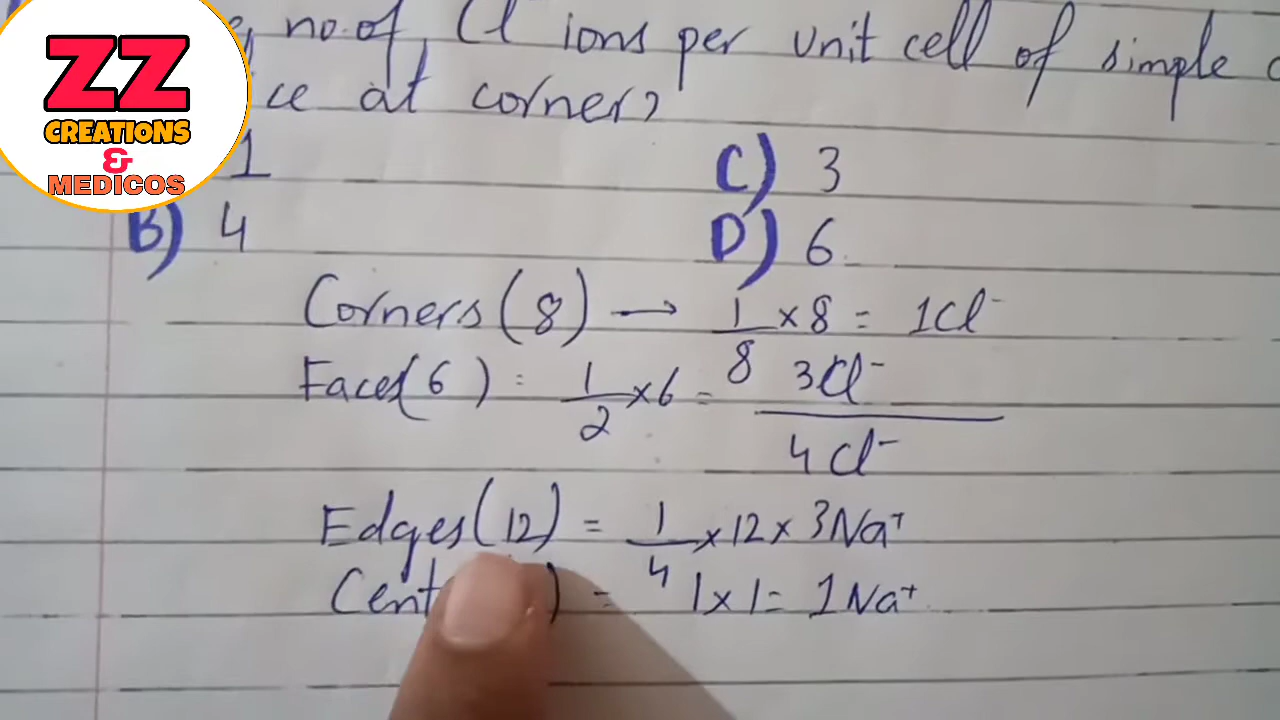 ZZ
CREATIONS
&
MEDICOS
no. of Cl ions per unit cell of simple
at corner?
1
C) 3
B) 4
D) 6
Corners (8) → 1/8 × 8 = 1Cl⁻
Faces(6) = 1/2 × 6 = 3Cl⁻
4Cl⁻
Edges(12) = 1/4 × 12 × 3Na⁺
) = 1 × 1 = 1Na⁺